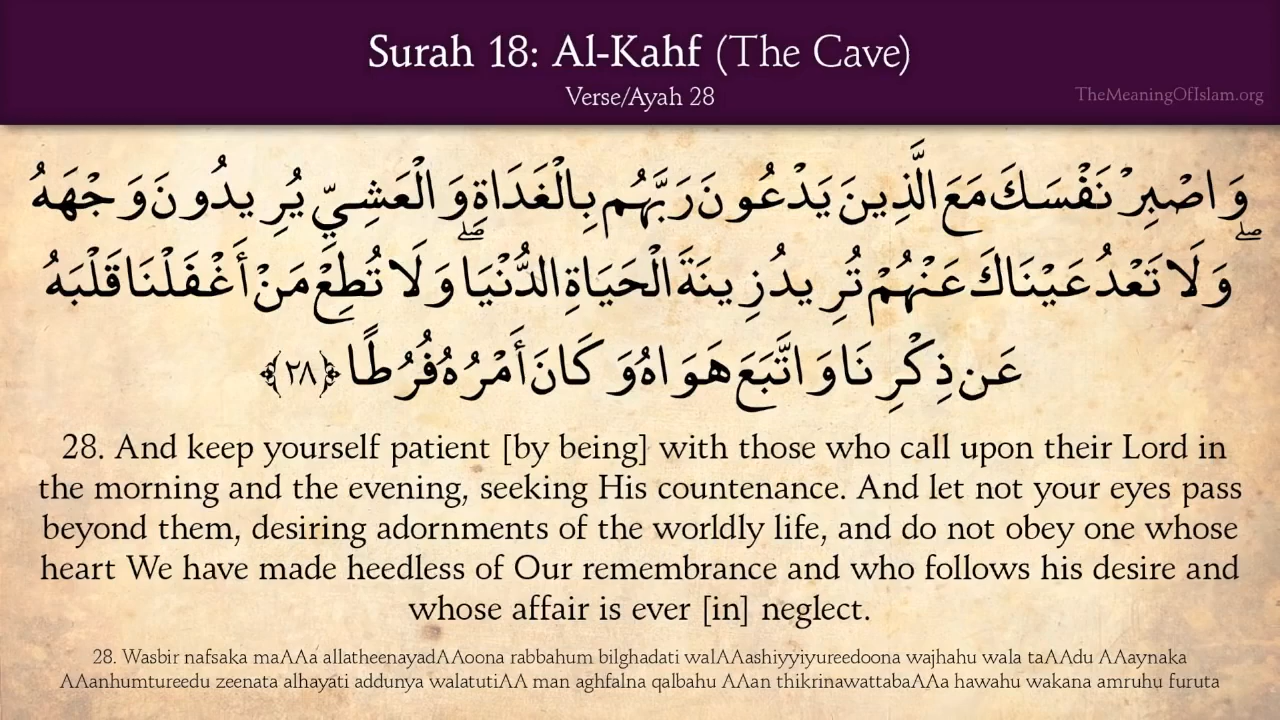 Surah 18: Al-Kahf (The Cave)
Verse/Ayah 28
TheMeaningOfIslam.org
وَاصْبِرْ نَفْسَكَ مَعَ الَّذِينَ يَدْعُونَ رَبَّهُم بِالْغَدَاةِ وَالْعَشِيِّ يُرِيدُونَ وَجْهَهُ ۖ
وَلَا تَعْدُ عَيْنَاكَ عَنْهُمْ تُرِيدُ زِينَةَ الْحَيَاةِ الدُّنْيَا ۖ وَلَا تُطِعْ مَنْ أَغْفَلْنَا قَلْبَهُ
عَن ذِكْرِنَا وَاتَّبَعَ هَوَاهُ وَكَانَ أَمْرُهُ فُرُطًا ﴿٢٨﴾
28. And keep yourself patient [by being] with those who call upon their Lord in
the morning and the evening, seeking His countenance. And let not your eyes pass
beyond them, desiring adornments of the worldly life, and do not obey one whose
heart We have made heedless of Our remembrance and who follows his desire and
whose affair is ever [in] neglect.
28. Wasbir nafsaka maAAa allatheenayadAAoona rabbahum bilghadati walAAashiyyiyureedoona wajhahu wala taAAdu AAaynaka
AAanhumtureedu zeenata alhayati addunya walatutiAA man aghfalna qalbahu AAan thikrinawattabaAAa hawahu wakana amruhu furuta